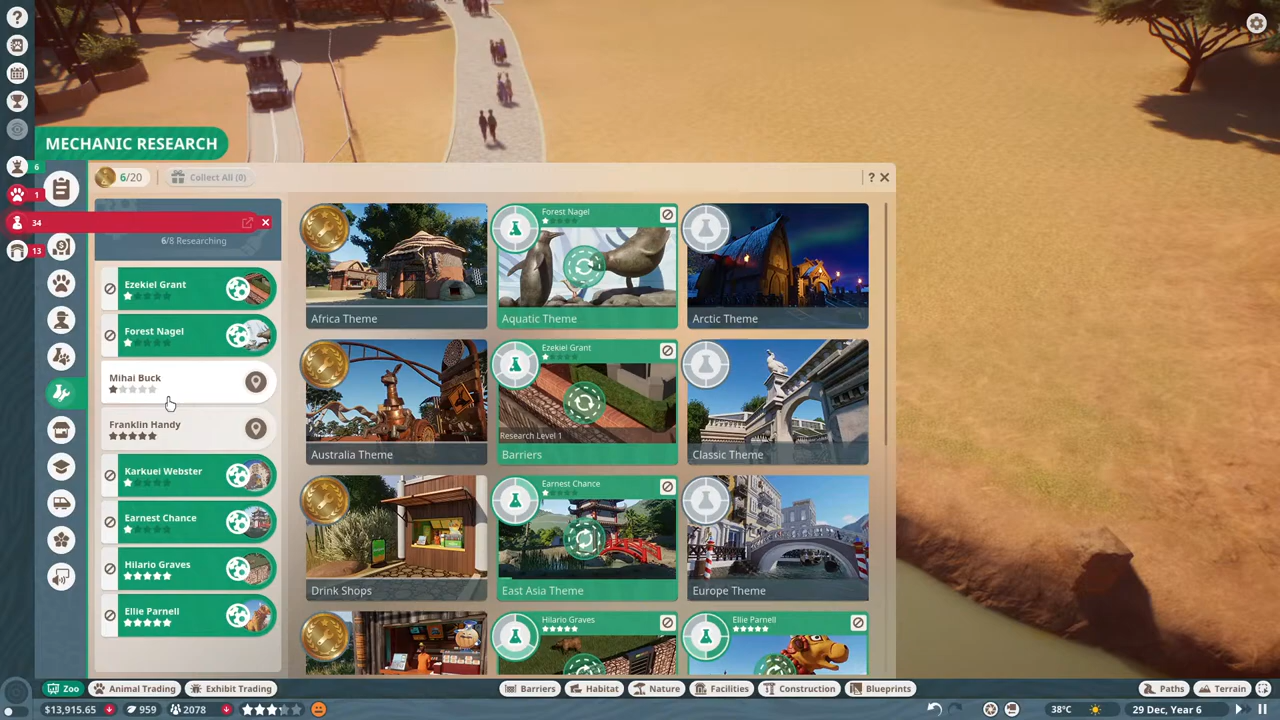 ?
MECHANIC RESEARCH
6/20
Collect All (0)
?
6
1
34
13
6/8 Researching
Ezekiel Grant
Forest Nagel
Mihai Buck
Franklin Handy
Karkuei Webster
Earnest Chance
Hilario Graves
Ellie Parnell
Africa Theme
Forest Nagel
Aquatic Theme
Arctic Theme
Australia Theme
Ezekiel Grant
Research Level 1
Barriers
Classic Theme
Drink Shops
Earnest Chance
East Asia Theme
Europe Theme
Hilario Graves
Ellie Parnell
Zoo
Animal Trading
Exhibit Trading
Barriers
Habitat
Nature
Facilities
Construction
Blueprints
Paths
Terrain
$13,915.65
959
2078
38°C
29 Dec, Year 6